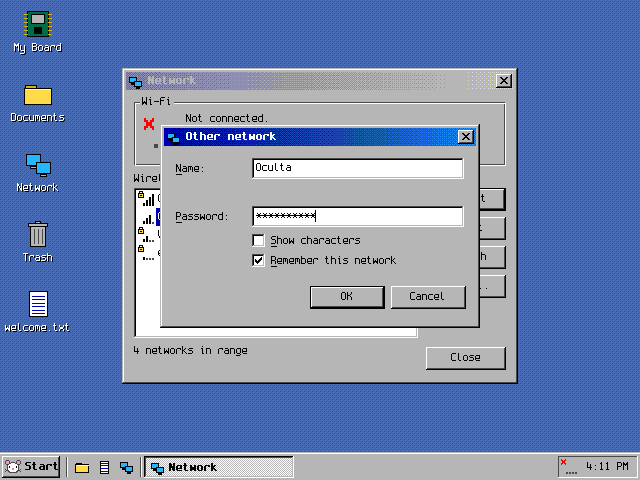 My Board
Documents
Network
Trash
welcome.txt
Network
Wi-Fi
Not connected.
Other network
Name:
Oculta
Password:
**********
Show characters
Remember this network
OK
Cancel
4 networks in range
Close
Start
Network
4:11 PM